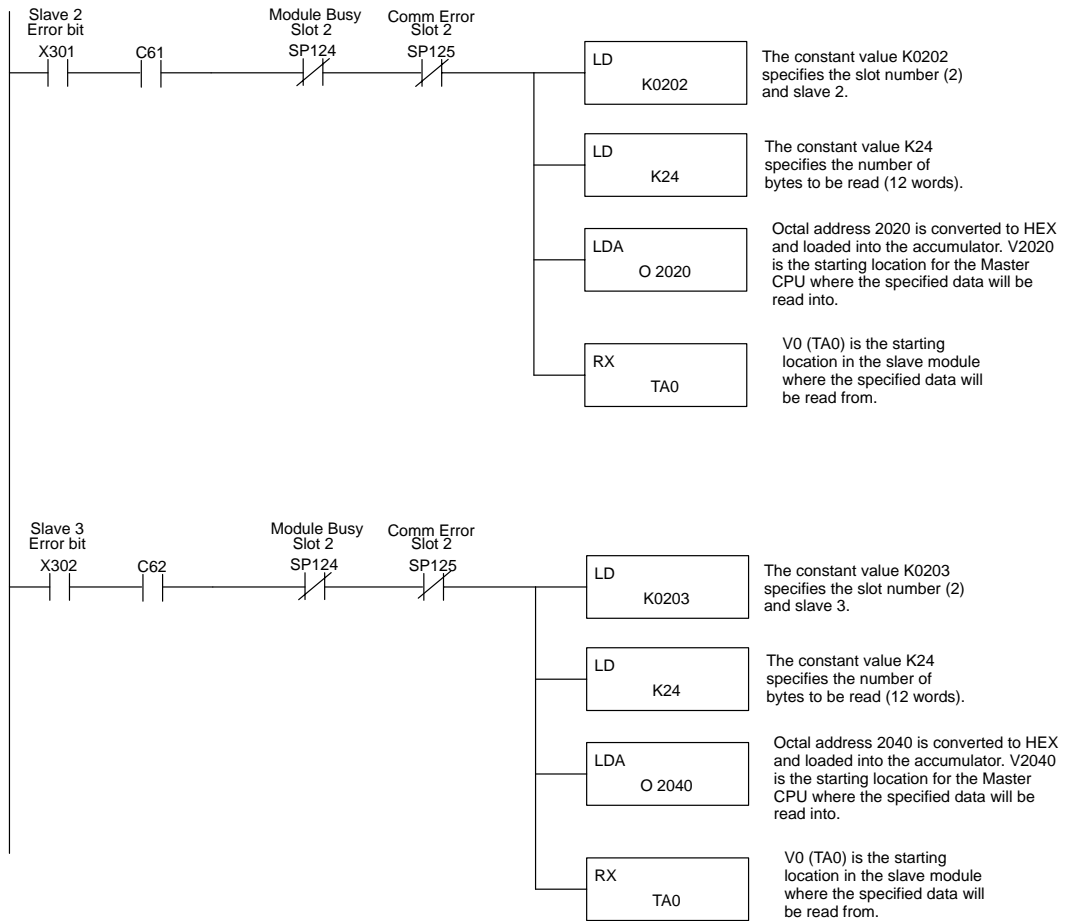 Slave 2
Error bit
X301
C61
Module Busy
Slot 2
SP124
Comm Error
Slot 2
SP125
LD
K0202
The constant value K0202
specifies the slot number (2)
and slave 2.
LD
K24
The constant value K24
specifies the number of
bytes to be read (12 words).
LDA
O 2020
Octal address 2020 is converted to HEX
and loaded into the accumulator. V2020
is the starting location for the Master
CPU where the specified data will be
read into.
RX
TA0
V0 (TA0) is the starting
location in the slave module
where the specified data will
be read from.
Slave 3
Error bit
X302
C62
Module Busy
Slot 2
SP124
Comm Error
Slot 2
SP125
LD
K0203
The constant value K0203
specifies the slot number (2)
and slave 3.
LD
K24
The constant value K24
specifies the number of
bytes to be read (12 words).
LDA
O 2040
Octal address 2040 is converted to HEX
and loaded into the accumulator. V2040
is the starting location for the Master
CPU where the specified data will be
read into.
RX
TA0
V0 (TA0) is the starting
location in the slave module
where the specified data will
be read from.